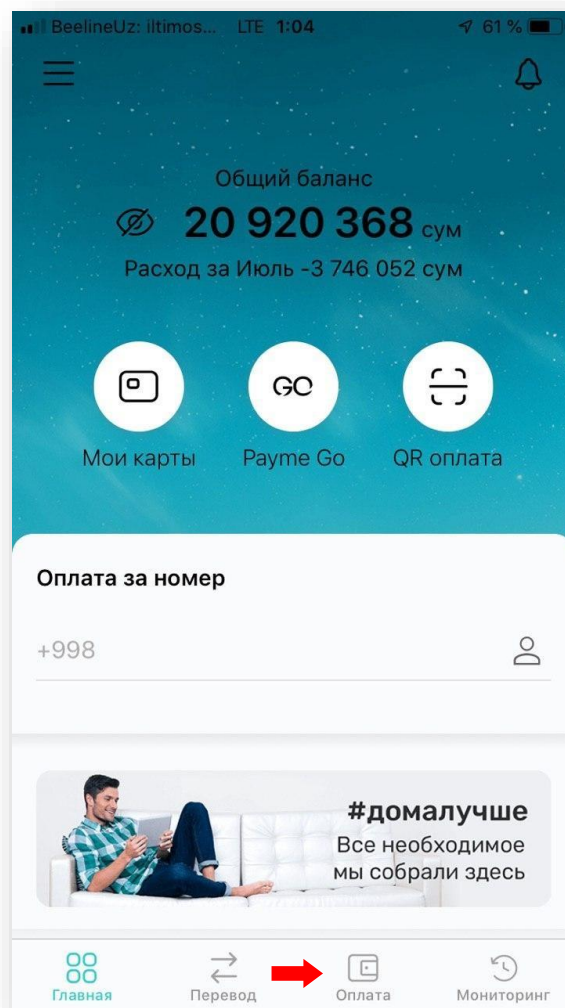 BeelineUz: iltimos... LTE 1:04 61 %
Общий баланс
20 920 368 сум
Расход за Июль -3 746 052 сум
GO
Мои карты Payme Go QR оплата
Оплата за номер
+998
#домалучше
Все необходимое
мы собрали здесь
Главная Перевод Оплата Мониторинг